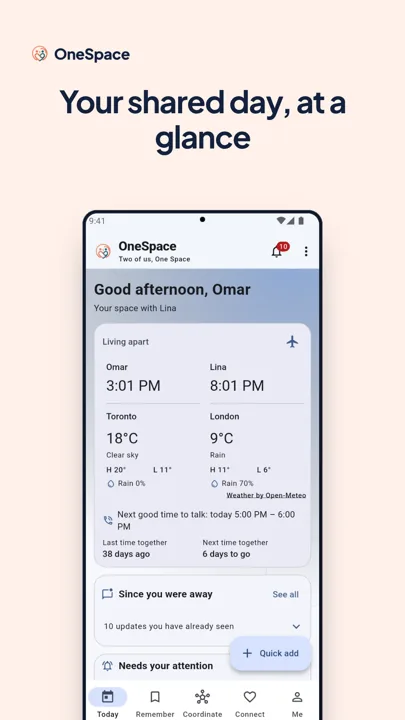 OneSpace
Your shared day, at a
glance
9:41
OneSpace
Two of us, One Space
10
Good afternoon, Omar
Your space with Lina
Living apart
Omar
Lina
3:01 PM
8:01 PM
Toronto
London
18°C
9°C
Clear sky
Rain
H 20°
L 11°
H 11°
L 6°
Rain 0%
Rain 70%
Weather by Open-Meteo
Next good time to talk: today 5:00 PM – 6:00
PM
Last time together
Next time together
38 days ago
6 days to go
Since you were away
See all
10 updates you have already seen
Quick add
Needs your attention
Today
Remember
Coordinate
Connect
Me